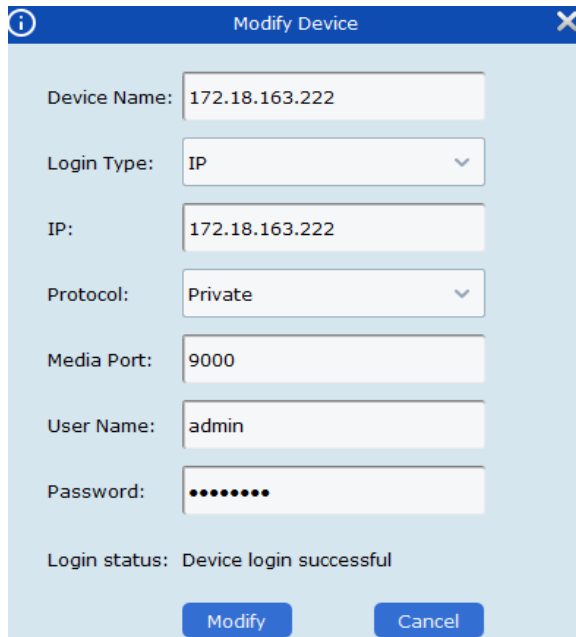 Modify Device
Device Name: 172.18.163.222
Login Type: IP
IP: 172.18.163.222
Protocol: Private
Media Port: 9000
User Name: admin
Password: ••••••••
Login status: Device login successful
Modify Cancel